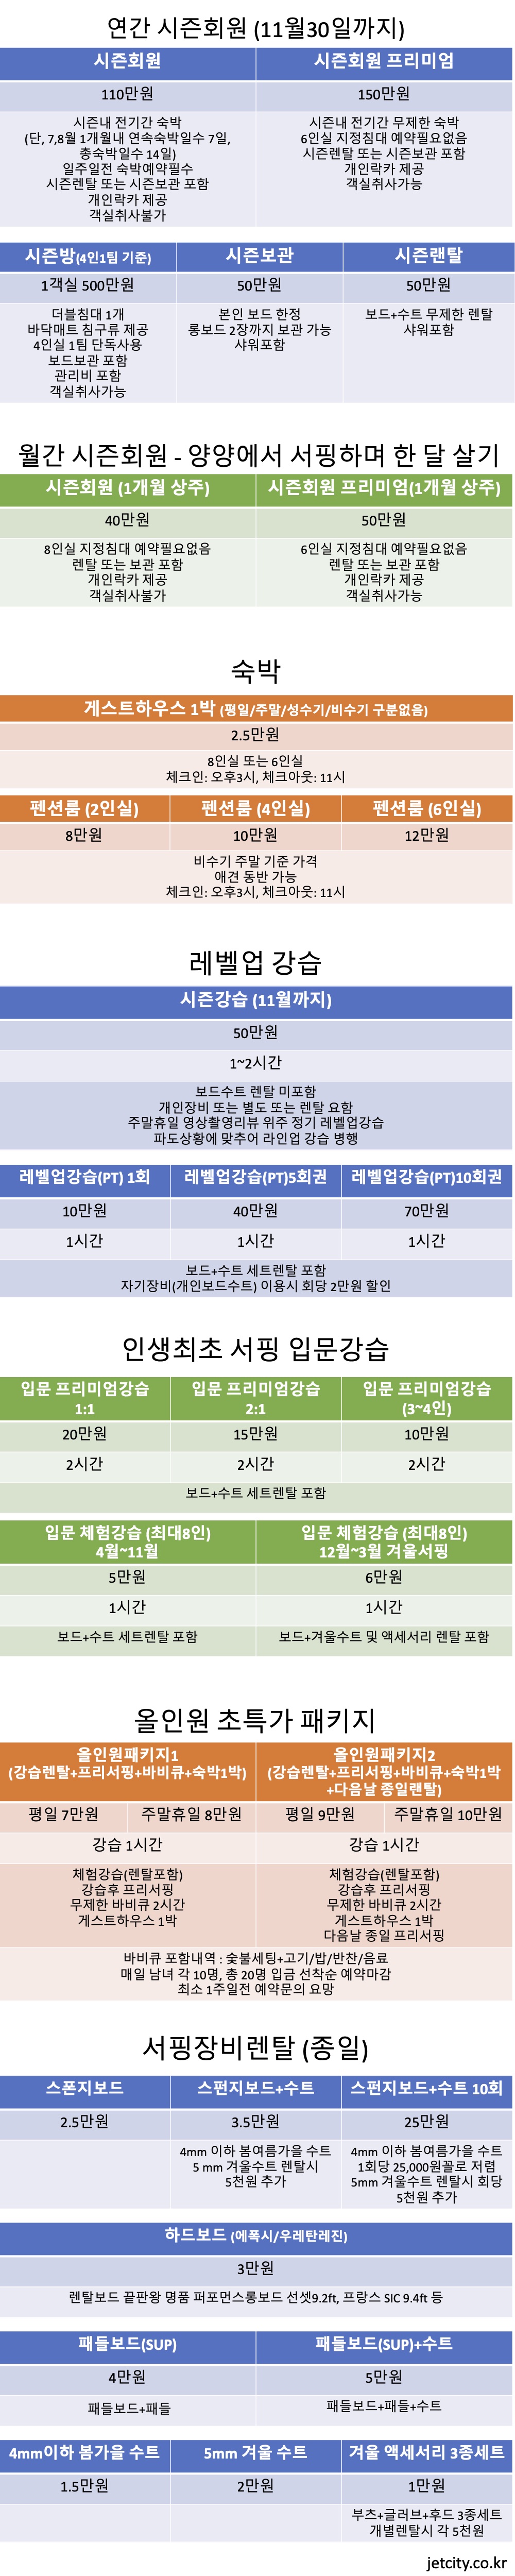 연간 시즌회원 (11월30일까지)
시즌회원
시즌회원 프리미엄
110만원
150만원
시즌내 전기간 숙박
(단, 7,8월 1개월내 연속숙박일수 7일,
총숙박일수 14일)
일주일전 숙박예약필수
시즌렌탈 또는 시즌보관 포함
개인락카 제공
객실취사불가
시즌내 전기간 무제한 숙박
6인실 지정침대 예약필요없음
시즌렌탈 또는 시즌보관 포함
개인락카 제공
객실취사가능
시즌방(4인1팀 기준)
시즌보관
시즌랜탈
1객실 500만원
50만원
50만원
더블침대 1개
바닥매트 침구류 제공
4인실 1팀 단독사용
보드보관 포함
관리비 포함
객실취사가능
본인 보드 한정
롱보드 2장까지 보관 가능
샤워포함
보드+수트 무제한 렌탈
샤워포함
월간 시즌회원 - 양양에서 서핑하며 한 달 살기
시즌회원 (1개월 상주)
시즌회원 프리미엄(1개월 상주)
40만원
50만원
8인실 지정침대 예약필요없음
렌탈 또는 보관 포함
개인락카 제공
객실취사불가
6인실 지정침대 예약필요없음
렌탈 또는 보관 포함
개인락카 제공
객실취사가능
숙박
게스트하우스 1박 (평일/주말/성수기/비수기 구분없음)
2.5만원
8인실 또는 6인실
체크인: 오후3시, 체크아웃: 11시
펜션룸 (2인실)
펜션룸 (4인실)
펜션룸 (6인실)
8만원
10만원
12만원
비수기 주말 기준 가격
애견 동반 가능
체크인: 오후3시, 체크아웃: 11시
레벨업 강습
시즌강습 (11월까지)
50만원
1~2시간
보드수트 렌탈 미포함
개인장비 또는 별도 또는 렌탈 요함
주말휴일 영상촬영리뷰 위주 정기 레벨업강습
파도상황에 맞추어 라인업 강습 병행
레벨업강습(PT) 1회
레벨업강습(PT)5회권
레벨업강습(PT)10회권
10만원
40만원
70만원
1시간
1시간
1시간
보드+수트 세트렌탈 포함
자기장비(개인보드수트) 이용시 회당 2만원 할인
인생최초 서핑 입문강습
입문 프리미엄강습
1:1
입문 프리미엄강습
2:1
입문 프리미엄강습
(3~4인)
20만원
15만원
10만원
2시간
2시간
2시간
보드+수트 세트렌탈 포함
입문 체험강습 (최대8인)
4월~11월
입문 체험강습 (최대8인)
12월~3월 겨울서핑
5만원
6만원
1시간
1시간
보드+수트 세트렌탈 포함
보드+겨울수트 및 액세서리 렌탈 포함
올인원 초특가 패키지
올인원패키지1
(강습렌탈+프리서핑+바비큐+숙박1박)
올인원패키지2
(강습렌탈+프리서핑+바비큐+숙박1박
+다음날 종일랜탈)
평일 7만원
주말휴일 8만원
평일 9만원
주말휴일 10만원
강습 1시간
강습 1시간
체험강습(렌탈포함)
강습후 프리서핑
무제한 바비큐 2시간
게스트하우스 1박
체험강습(렌탈포함)
강습후 프리서핑
무제한 바비큐 2시간
게스트하우스 1박
다음날 종일 프리서핑
바비큐 포함내역 : 숯불세팅+고기/밥/반찬/음료
매일 남녀 각 10명, 총 20명 입금 선착순 예약마감
최소 1주일전 예약문의 요망
서핑장비렌탈 (종일)
스폰지보드
스펀지보드+수트
스펀지보드+수트 10회
2.5만원
3.5만원
25만원
4mm 이하 봄여름가을 수트
5 mm 겨울수트 렌탈시
5천원 추가
4mm 이하 봄여름가을 수트
1회당 25,000원꼴로 저렴
5mm 겨울수트 렌탈시 회당
5천원 추가
하드보드 (에폭시/우레탄레진)
3만원
렌탈보드 끝판왕 명품 퍼포먼스롱보드 선셋9.2ft, 프랑스 SIC 9.4ft 등
패들보드(SUP)
패들보드(SUP)+수트
4만원
5만원
패들보드+패들
패들보드+패들+수트
4mm이하 봄가을 수트
5mm 겨울 수트
겨울 액세서리 3종세트
1.5만원
2만원
1만원
부츠+글러브+후드 3종세트
개별렌탈시 각 5천원
jetcity.co.kr